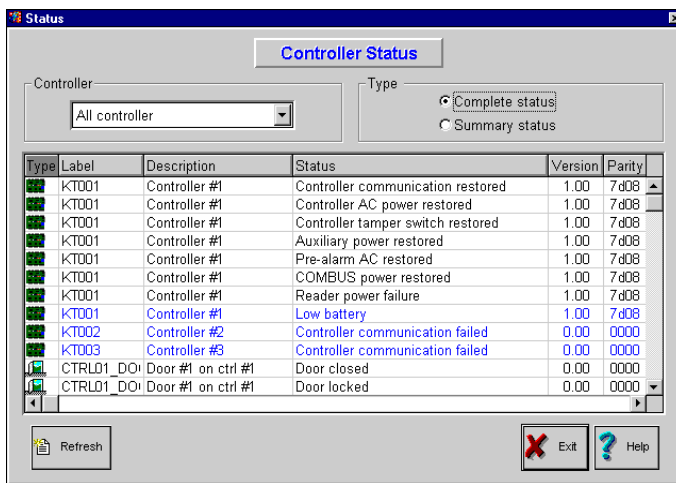 Status
Controller Status
Controller
Type
All controller
Complete status
Summary status
Type Label Description Status Version Parity
KT001 Controller #1 Controller communication restored 1.00 7d08
KT001 Controller #1 Controller AC power restored 1.00 7d08
KT001 Controller #1 Controller tamper switch restored 1.00 7d08
KT001 Controller #1 Auxiliary power restored 1.00 7d08
KT001 Controller #1 Pre-alarm AC restored 1.00 7d08
KT001 Controller #1 COMBUS power restored 1.00 7d08
KT001 Controller #1 Reader power failure 1.00 7d08
KT001 Controller #1 Low battery 1.00 7d08
KT002 Controller #2 Controller communication failed 0.00 0000
KT003 Controller #3 Controller communication failed 0.00 0000
CTRL01_DO Door #1 on ctrl #1 Door closed 0.00 0000
CTRL01_DO Door #1 on ctrl #1 Door locked 0.00 0000
Refresh Exit Help